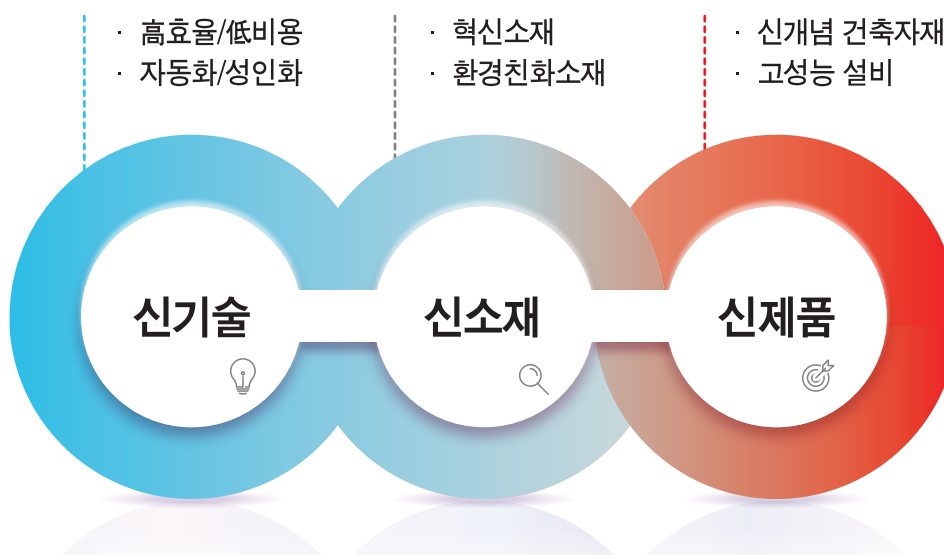 · 高효율/低비용
· 자동화/성인화
· 혁신소재
· 환경친화소재
· 신개념 건축자재
· 고성능 설비
신기술
신소재
신제품